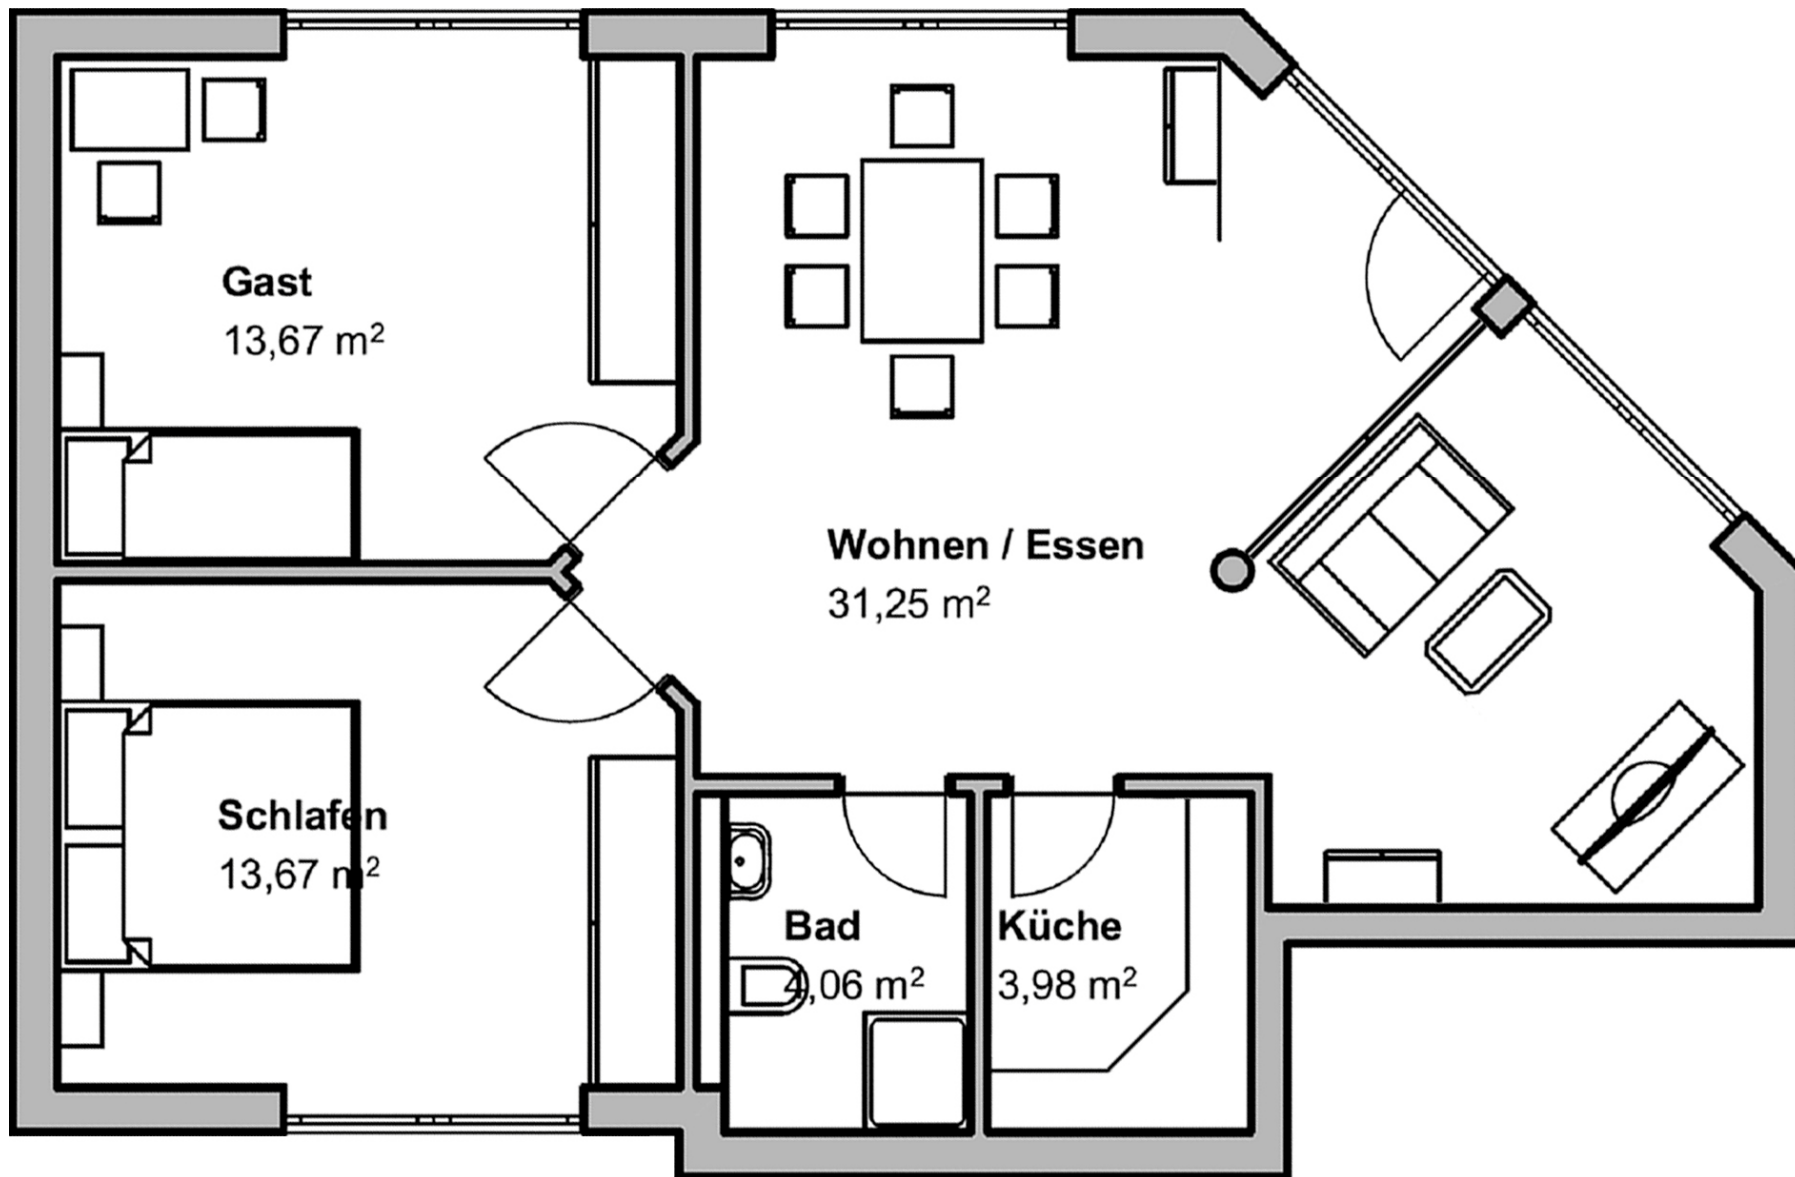 Gast
13,67 m²
Wohnen / Essen
31,25 m²
Schlafen
13,67 m²
Bad
4,06 m²
Küche
3,98 m²